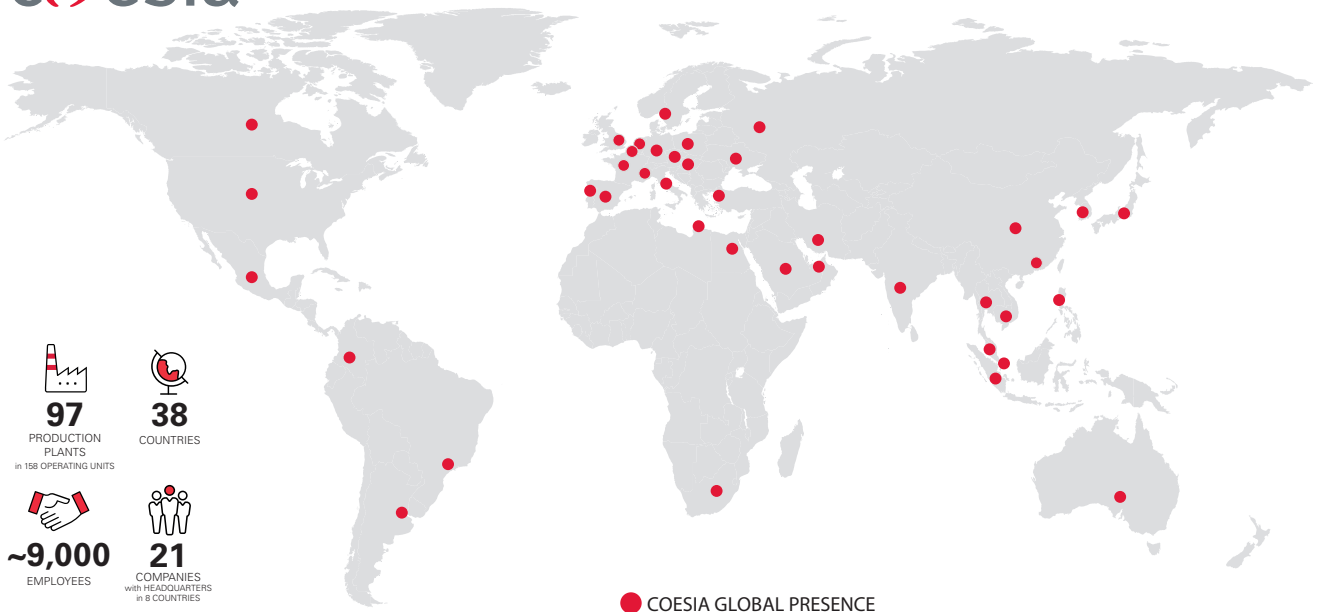 coesia
97
PRODUCTION
PLANTS
in 158 OPERATING UNITS
38
COUNTRIES
~9,000
EMPLOYEES
21
COMPANIES
with HEADQUARTERS
in 8 COUNTRIES
COESIA GLOBAL PRESENCE